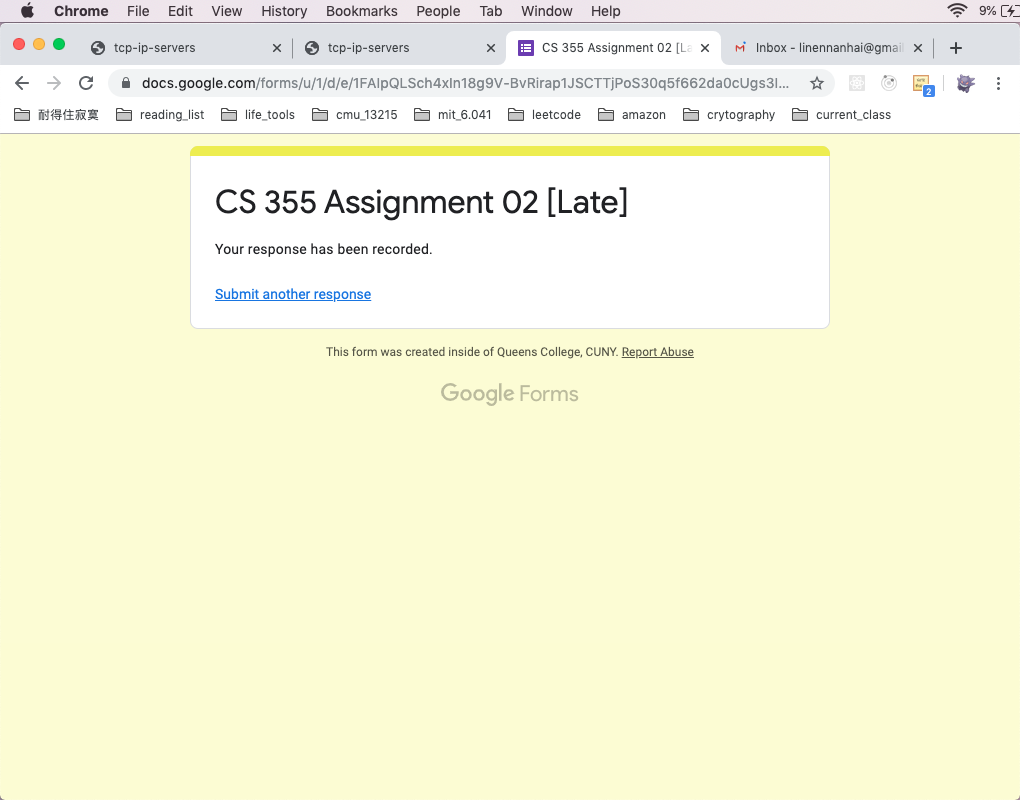 Chrome File Edit View History Bookmarks People Tab Window Help 9%
tcp-ip-servers tcp-ip-servers CS 355 Assignment 02 [La Inbox - linennanhai@gmail
docs.google.com/forms/u/1/d/e/1FAIpQLSch4xIn18g9V-BvRirap1JSCTTjPoS30q5f662da0cUgs3I... 2
耐得住寂寞 reading_list life_tools cmu_13215 mit_6.041 leetcode amazon crytography current_class
CS 355 Assignment 02 [Late]
Your response has been recorded.
Submit another response
This form was created inside of Queens College, CUNY. Report Abuse
Google Forms